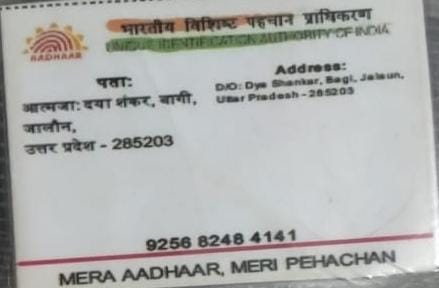 भारतीय विशिष्ट पहचान प्राधिकरण
UNIQUE IDENTIFICATION AUTHORITY OF INDIA
AADHAAR
पता:
आत्मजा: दया शंकर, बागी,
जालौन,
उत्तर प्रदेश - 285203
Address:
D/O: Dya Shankar, Bagi, Jalaun,
Uttar Pradesh - 285203
9256 8248 4141
MERA AADHAAR, MERI PEHACHAN